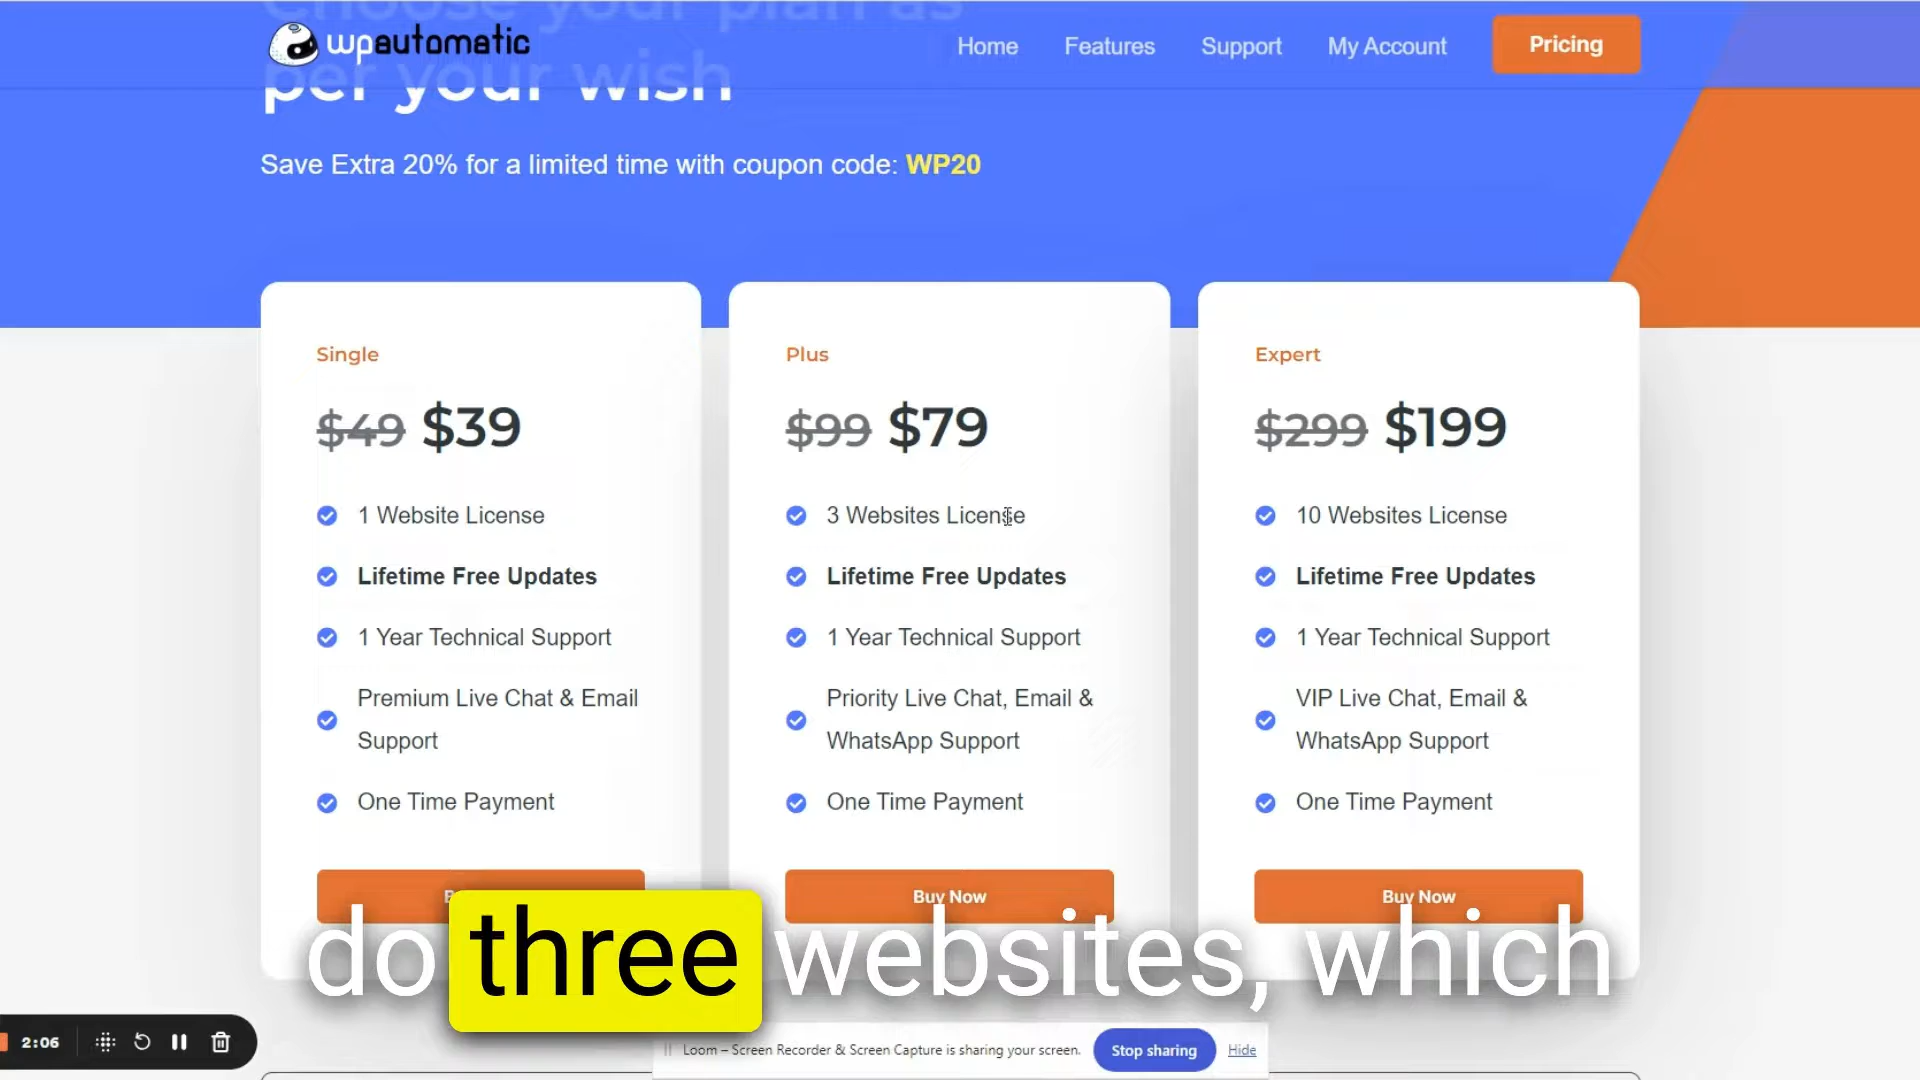 Choose your plan as
wpautomatic
Home
Features
Support
My Account
Pricing
per your wish
Save Extra 20% for a limited time with coupon code: WP20
Single
$49 $39
1 Website License
Lifetime Free Updates
1 Year Technical Support
Premium Live Chat & Email
Support
One Time Payment
Plus
$99 $79
3 Websites License
Lifetime Free Updates
1 Year Technical Support
Priority Live Chat, Email &
WhatsApp Support
One Time Payment
Buy Now
Expert
$299 $199
10 Websites License
Lifetime Free Updates
1 Year Technical Support
VIP Live Chat, Email &
WhatsApp Support
One Time Payment
Buy Now
do three websites, which
2:06
Loom – Screen Recorder & Screen Capture is sharing your screen.
Stop sharing
Hide